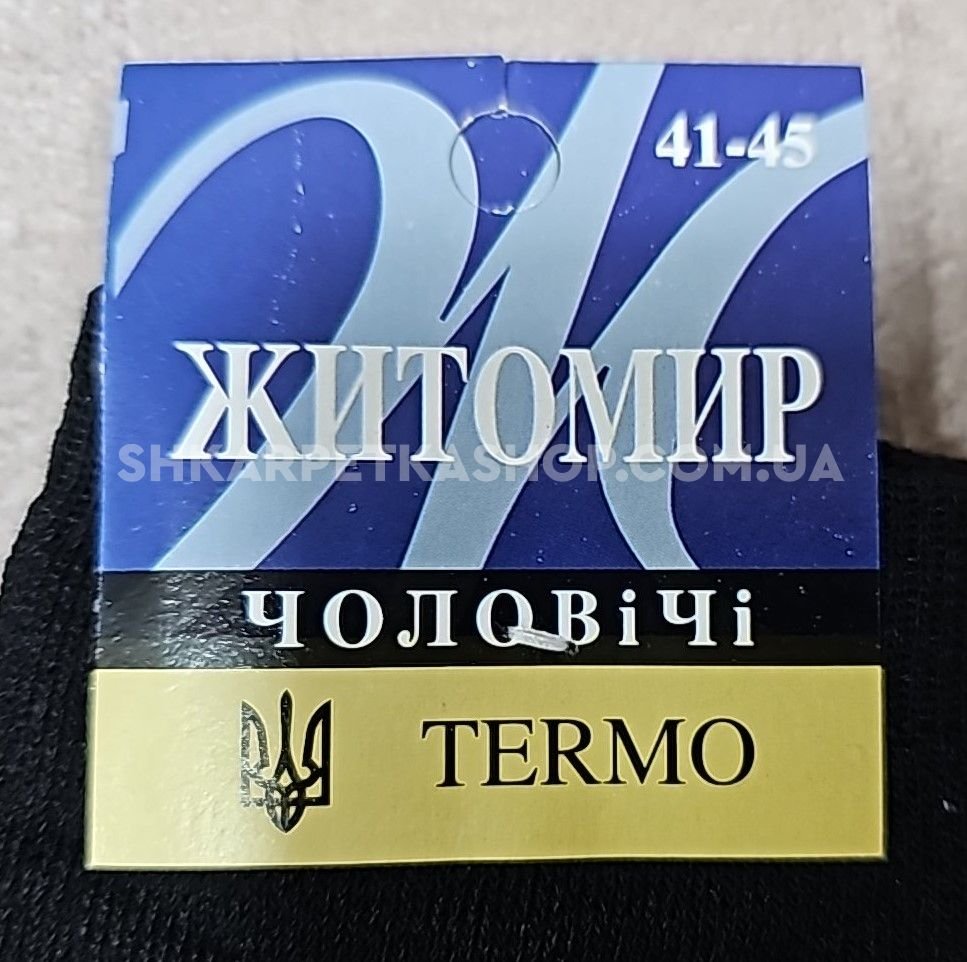 41-45
ЖИТОМИР
SHKARPETKASHOP.COM.UA
ЧОЛОВіЧі
TERMO